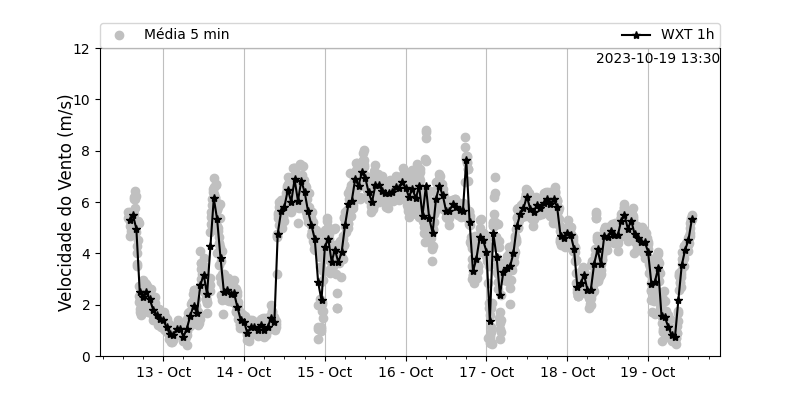 Média 5 min
WXT 1h
2023-10-19 13:30
Velocidade do Vento (m/s)
12
10
8
6
4
2
0
13 - Oct
14 - Oct
15 - Oct
16 - Oct
17 - Oct
18 - Oct
19 - Oct